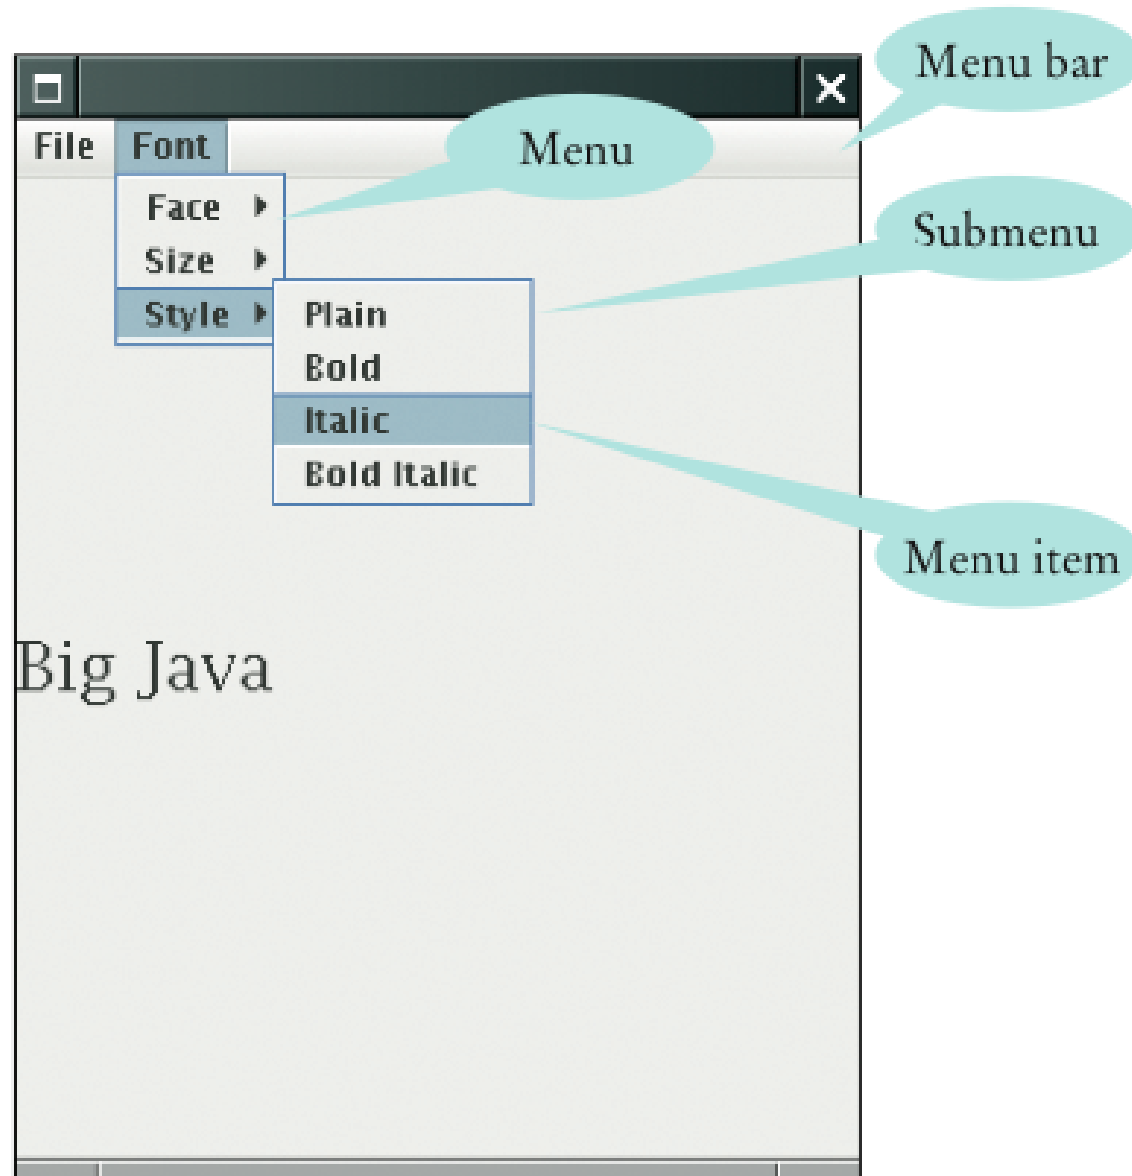 Menu bar
File Font
Menu
Face
Submenu
Size
Style
Plain
Bold
Italic
Bold Italic
Menu item
Big Java